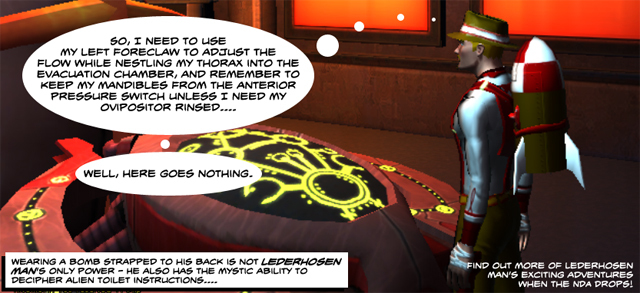 SO, I NEED TO USE
MY LEFT FORECLAW TO ADJUST THE
FLOW WHILE NESTLING MY THORAX INTO THE
EVACUATION CHAMBER, AND REMEMBER TO
KEEP MY MANDIBLES FROM THE ANTERIOR
PRESSURE SWITCH UNLESS I NEED MY
OVIPOSITOR RINSED....
WELL, HERE GOES NOTHING.
WEARING A BOMB STRAPPED TO HIS BACK IS NOT LEDERHOSEN
MAN'S ONLY POWER - HE ALSO HAS THE MYSTIC ABILITY TO
DECIPHER ALIEN TOILET INSTRUCTIONS....
FIND OUT MORE OF LEDERHOSEN
MAN'S EXCITING ADVENTURES
WHEN THE NDA DROPS!